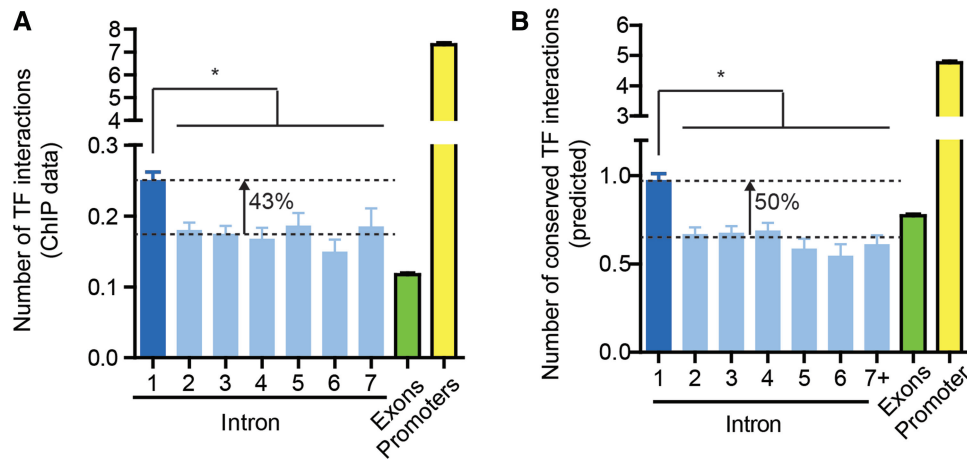 A
Number of TF interactions
(ChIP data)
8
7
6
5
4
0.3
0.2
0.1
0.0
*
43%
1 2 3 4 5 6 7
Intron
Exons
Promoters
B
Number of conserved TF interactions
(predicted)
6
5
4
3
1.0
0.5
0.0
*
50%
1 2 3 4 5 6 7+
Intron
Exons
Promoter